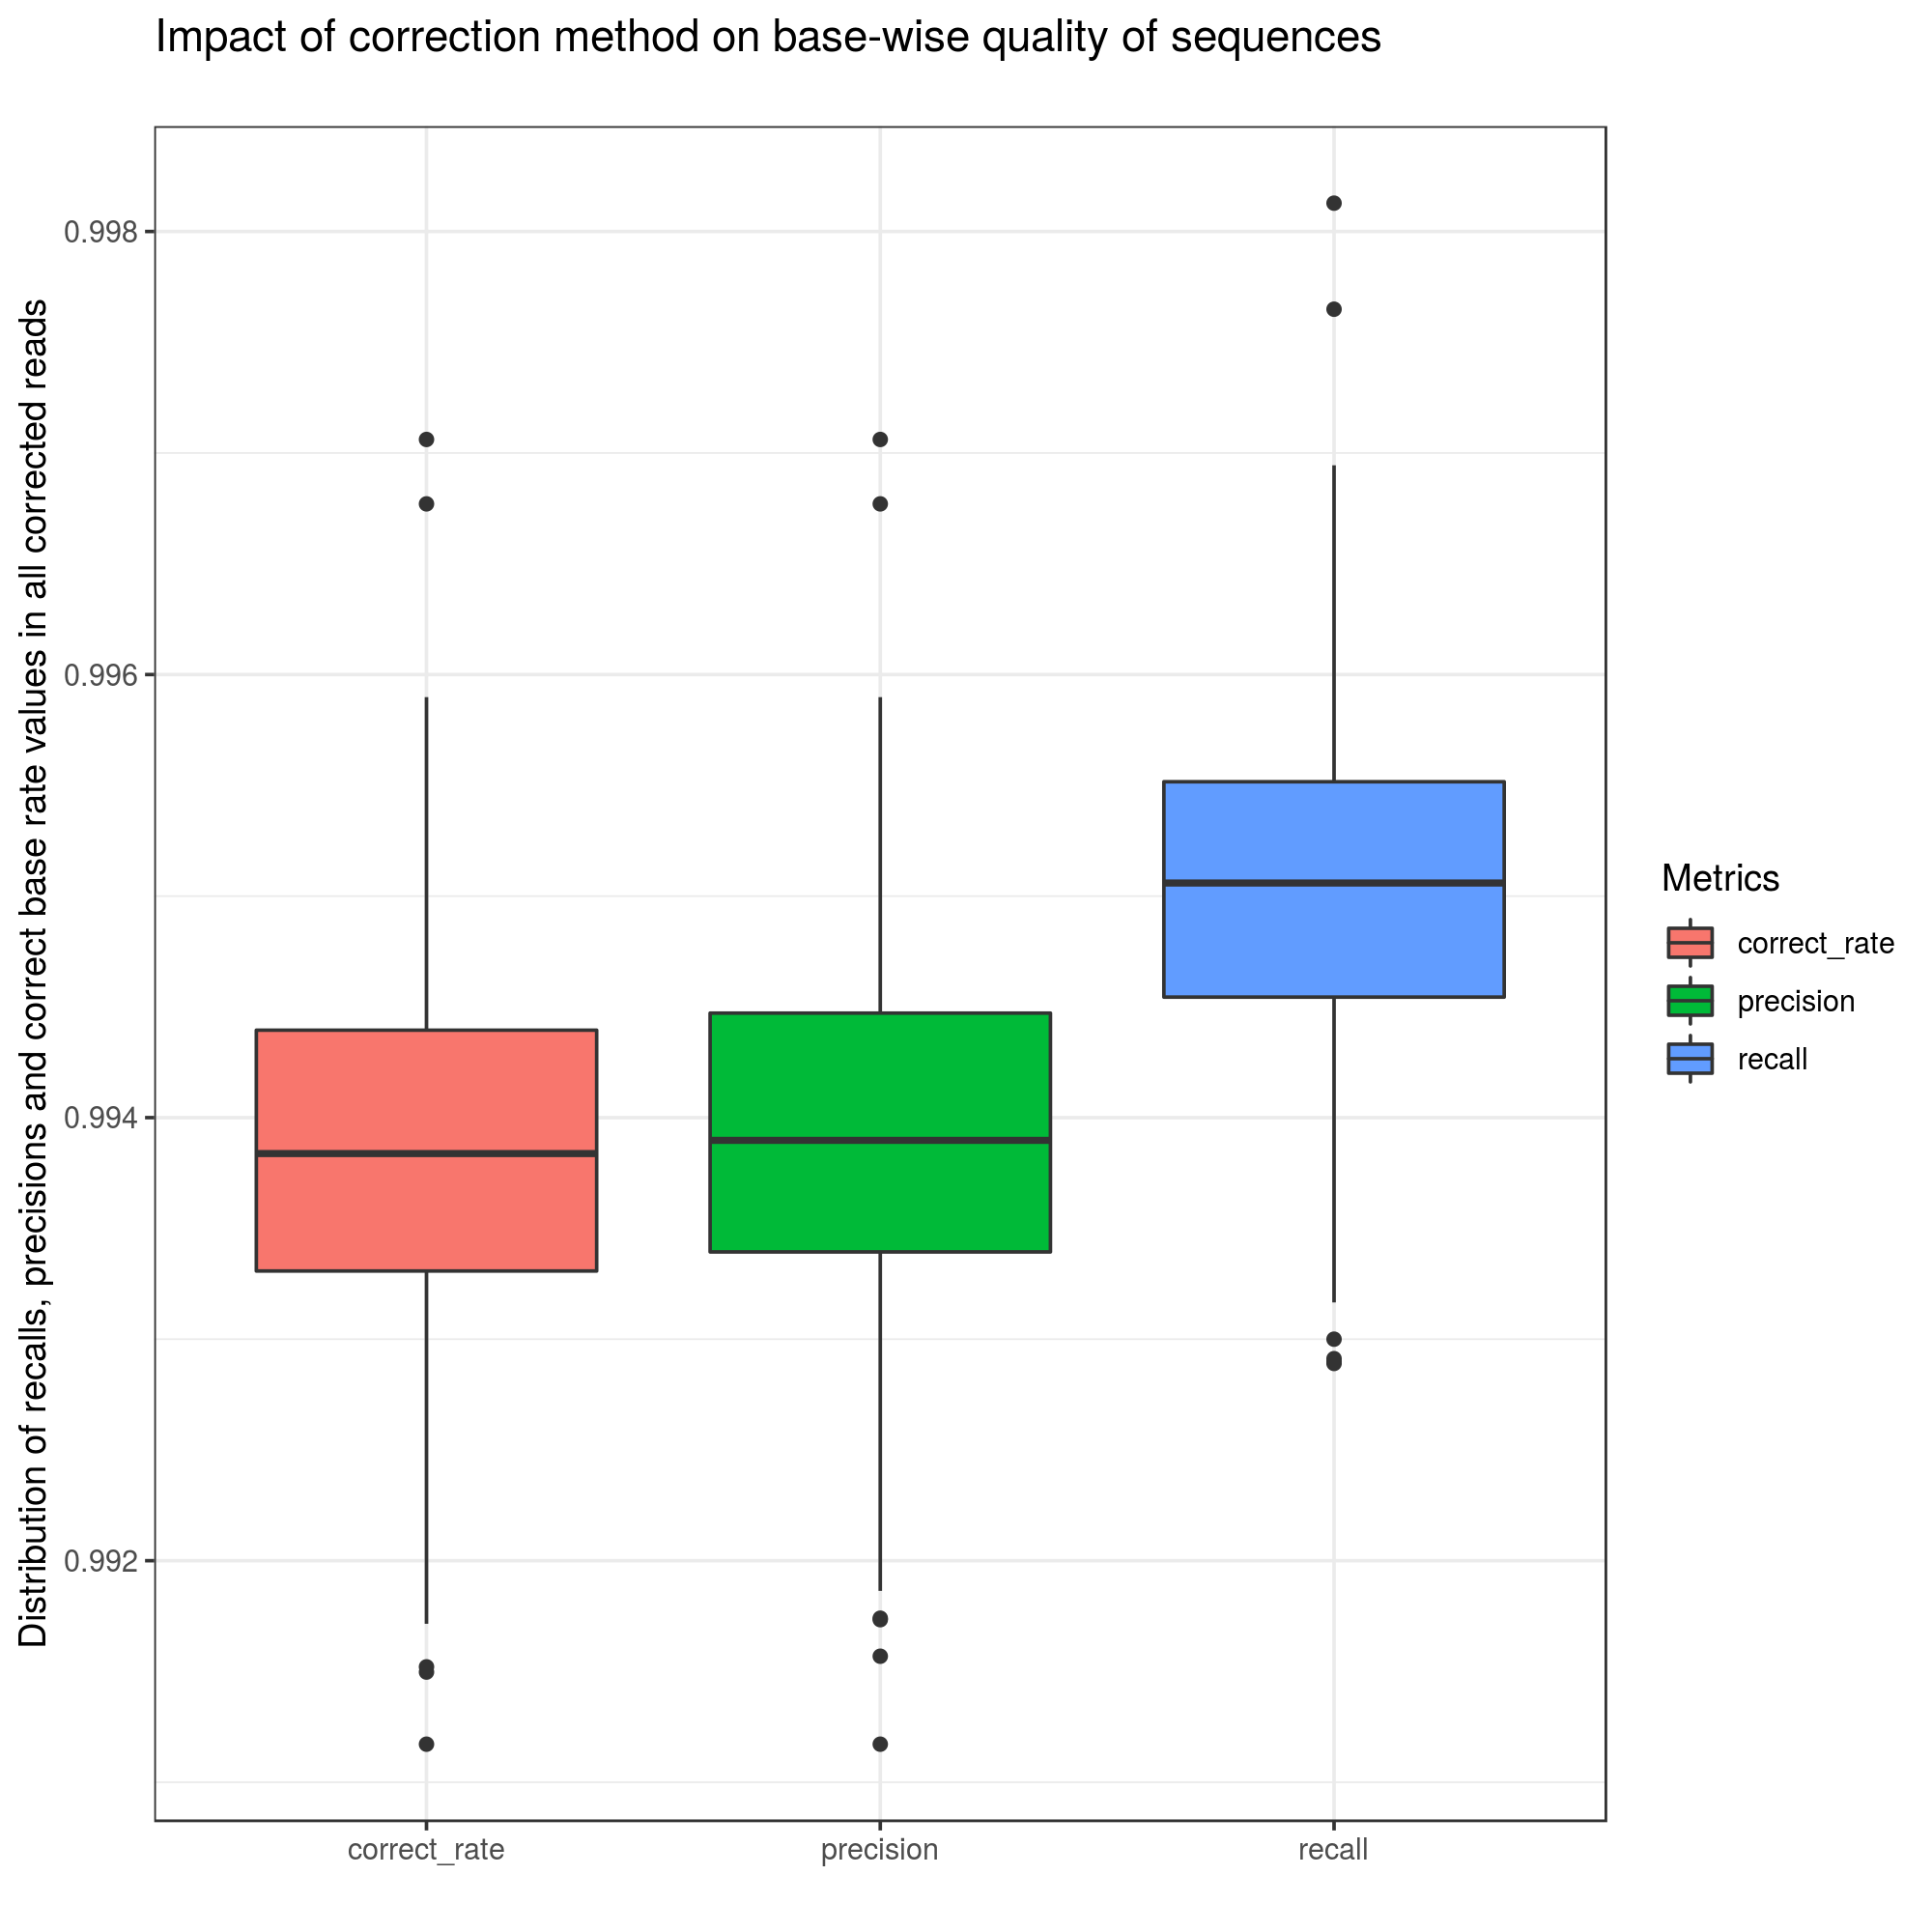 Impact of correction method on base-wise quality of sequences
Distribution of recalls, precisions and correct base rate values in all corrected reads
0.998
0.996
0.994
0.992
correct_rate
precision
recall
Metrics
correct_rate
precision
recall